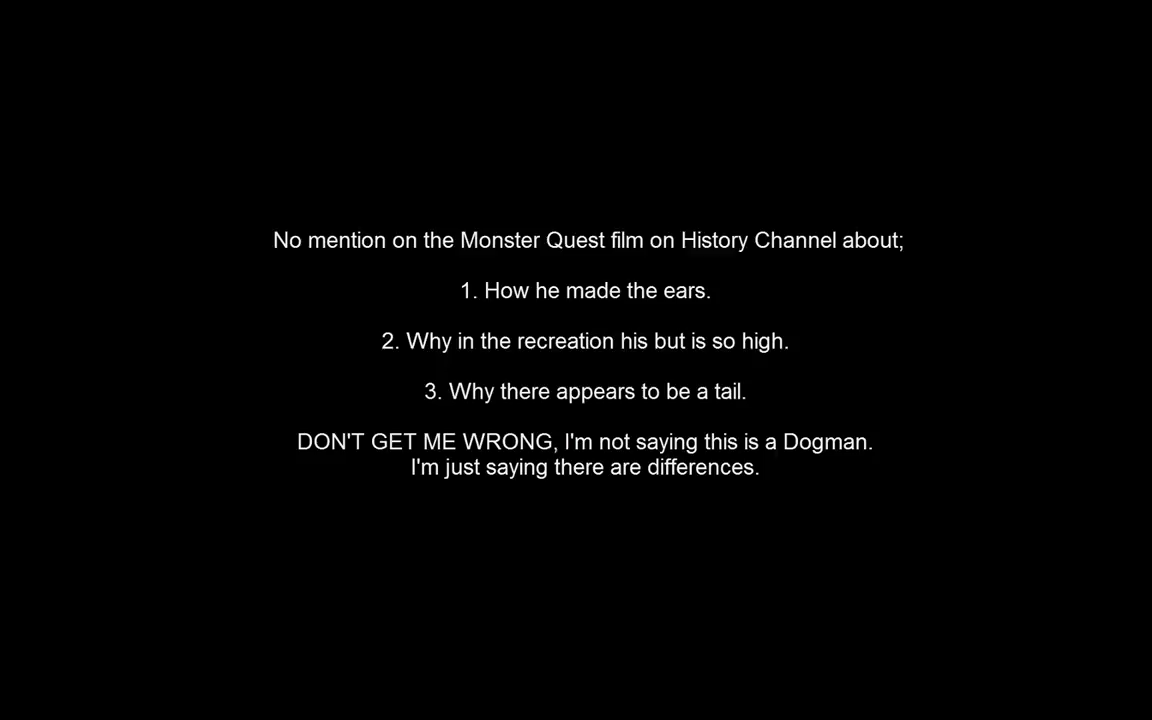 No mention on the Monster Quest film on History Channel about;
1. How he made the ears.
2. Why in the recreation his but is so high.
3. Why there appears to be a tail.
DON'T GET ME WRONG, I'm not saying this is a Dogman.
I'm just saying there are differences.